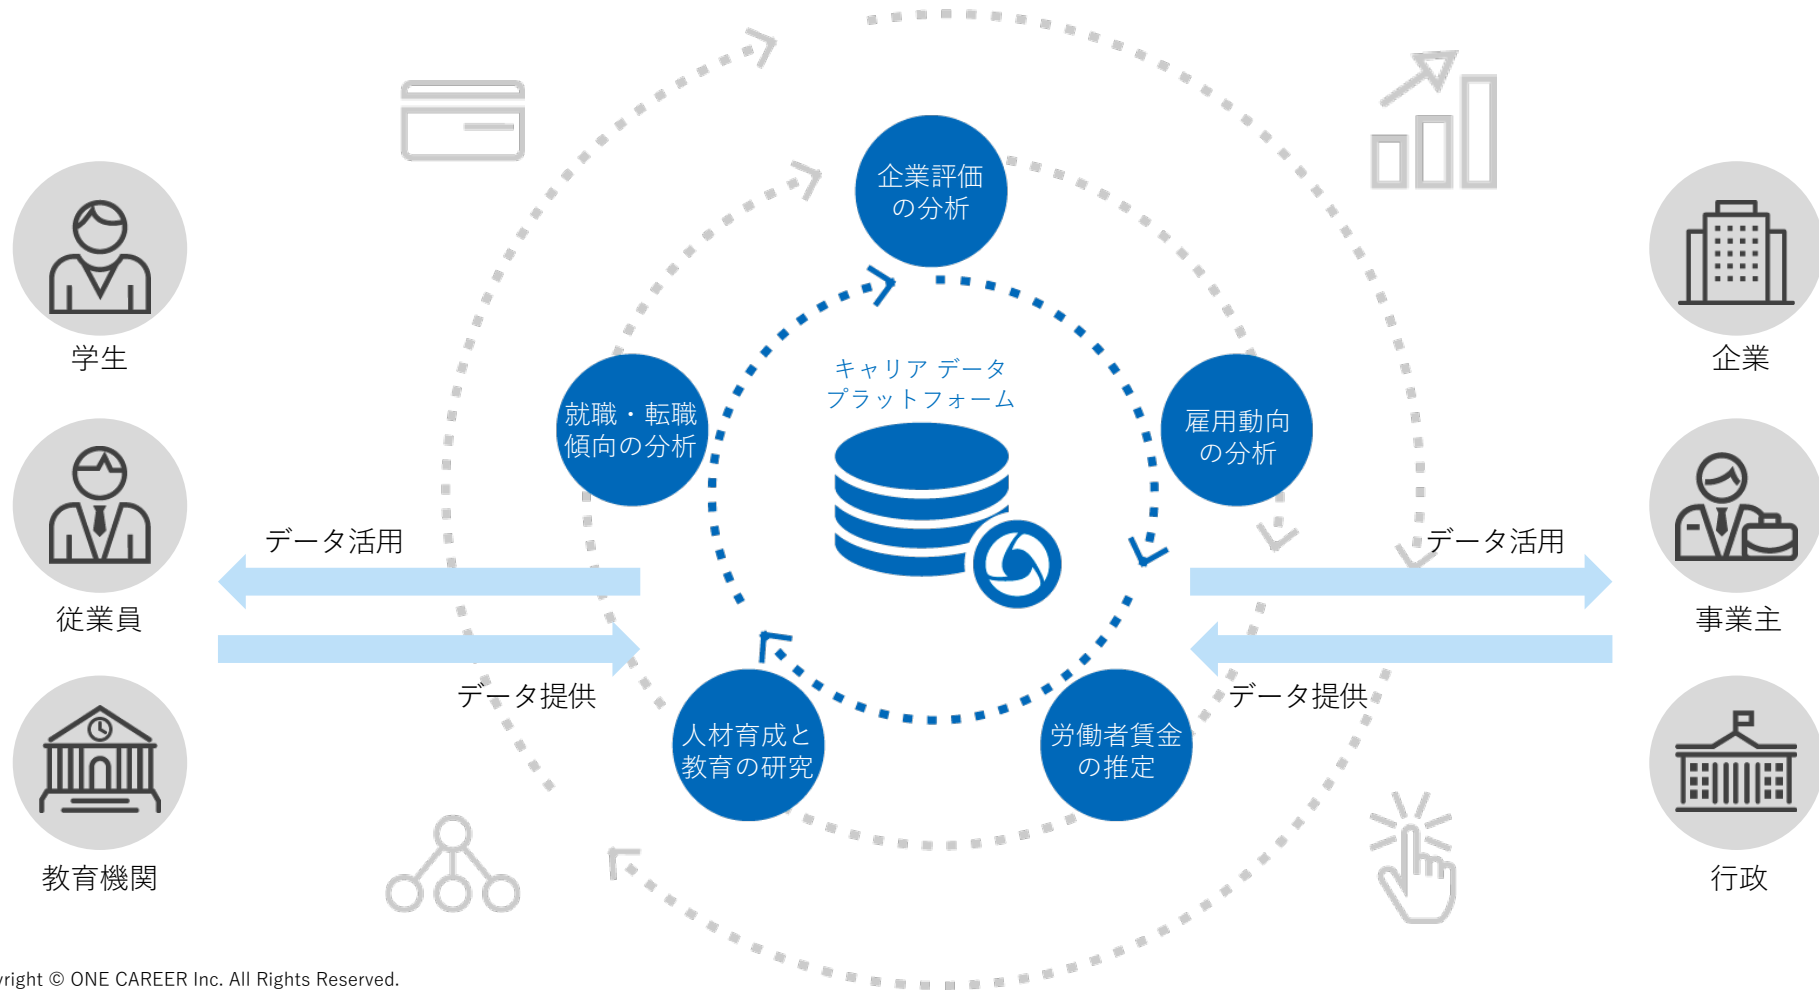 企業評価
の分析
学生
企業
キャリア データ
プラットフォーム
就職・転職
傾向の分析
雇用動向
の分析
データ活用
データ活用
従業員
事業主
データ提供
データ提供
人材育成と
教育の研究
労働者賃金
の推定
教育機関
行政
yright © ONE CAREER Inc. All Rights Reserved.